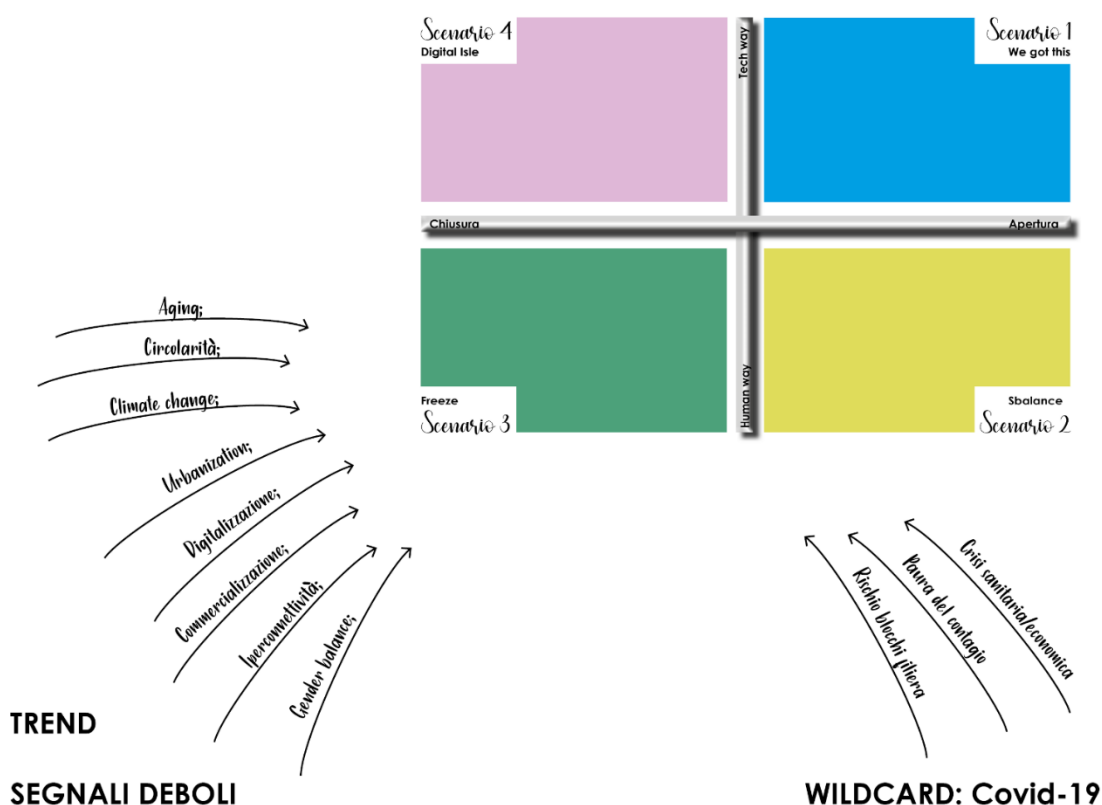 Scenario 4
Digital Isle
Tech way
Scenario 1
We got this
Chiusura
Apertura
Human way
Freeze
Scenario 3
Sbalance
Scenario 2
Aging;
Circolarità;
Climate change;
Urbanization;
Digitalizzazione;
Commercializzazione;
Iperconnettività;
Gender balance;
Rischio blocchi filiera
Paura del contagio
Crisi sanitaria/economica
TREND
SEGNALI DEBOLI
WILDCARD: Covid-19